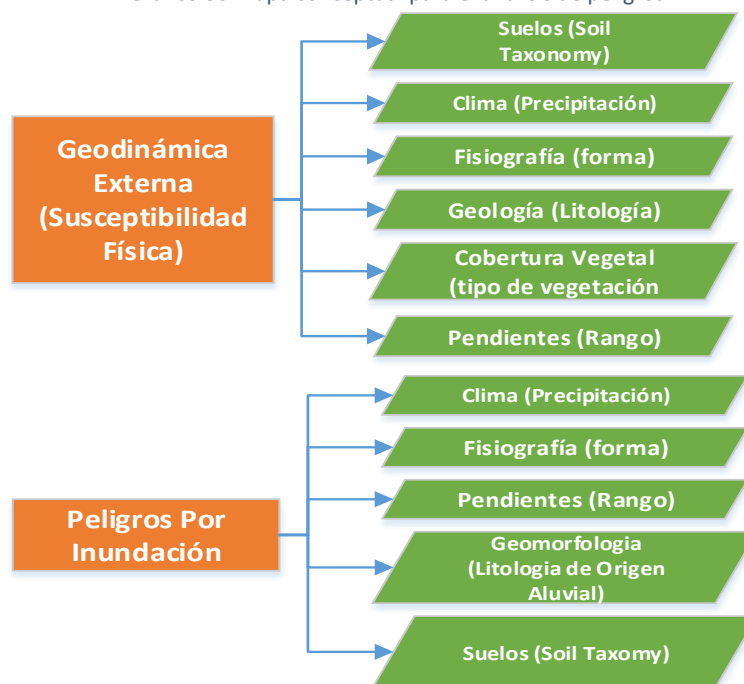 Suelos (Soil
Taxonomy)
Clima (Precipitación)
Geodinámica
Externa
(Susceptibilidad
Física)
Fisiografía (forma)
Geología (Litología)
Cobertura Vegetal
(tipo de vegetación
Pendientes (Rango)
Clima (Precipitación)
Fisiografía (forma)
Peligros Por
Inundación
Pendientes (Rango)
Geomorfologia
(Litologia de Origen
Aluvial)
Suelos (Soil Taxomy)